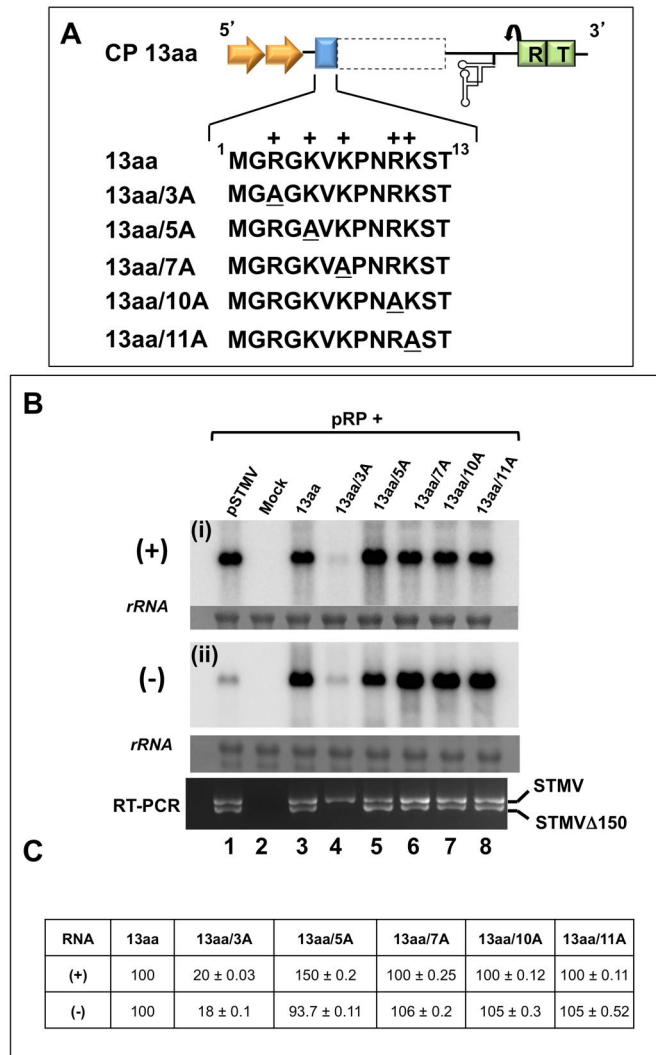 A
5’ 3’
CP 13aa
R T
+ + + + +
13aa 1MGRGKVKPNRKST13
13aa/3A MGAGKVKPNRKST
13aa/5A MGRGAVKPNRKST
13aa/7A MGRGKVAPNRKST
13aa/10A MGRGKVKPNAKST
13aa/11A MGRGKVKPNRAST
B
pRP +
pSTMV Mock 13aa 13aa/3A 13aa/5A 13aa/7A 13aa/10A 13aa/11A
(i)
(+)
rRNA
(ii)
(-)
rRNA
RT-PCR
STMV
STMVΔ150
1 2 3 4 5 6 7 8
C
RNA 13aa 13aa/3A 13aa/5A 13aa/7A 13aa/10A 13aa/11A
(+) 100 20 ± 0.03 150 ± 0.2 100 ± 0.25 100 ± 0.12 100 ± 0.11
(-) 100 18 ± 0.1 93.7 ± 0.11 106 ± 0.2 105 ± 0.3 105 ± 0.52